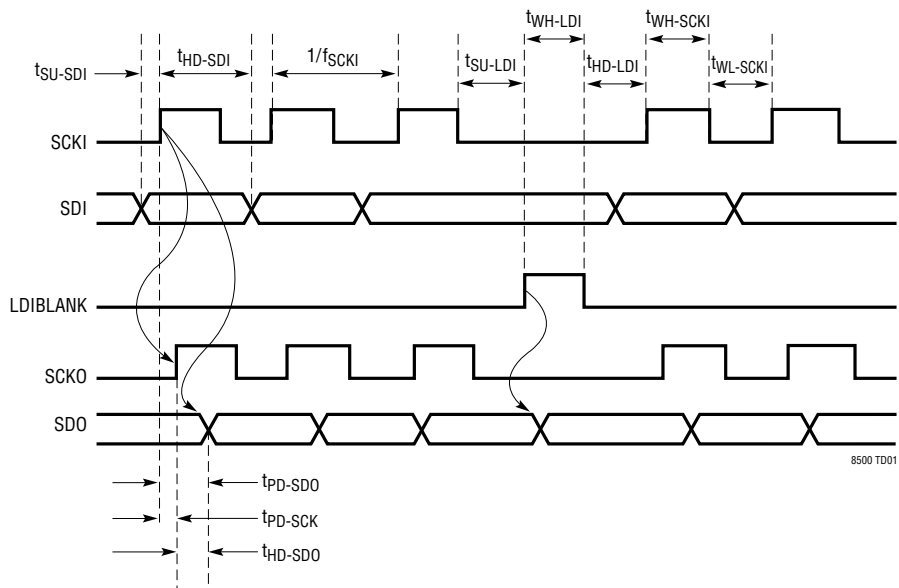 tWH-LDI
tWH-SCKI
tHD-SDI
1/fSCKI
tSU-LDI
tHD-LDI
tSU-SDI
tWL-SCKI
SCKI
SDI
LDIBLANK
SCKO
SDO
8500 TD01
tPD-SDO
tPD-SCK
tHD-SDO